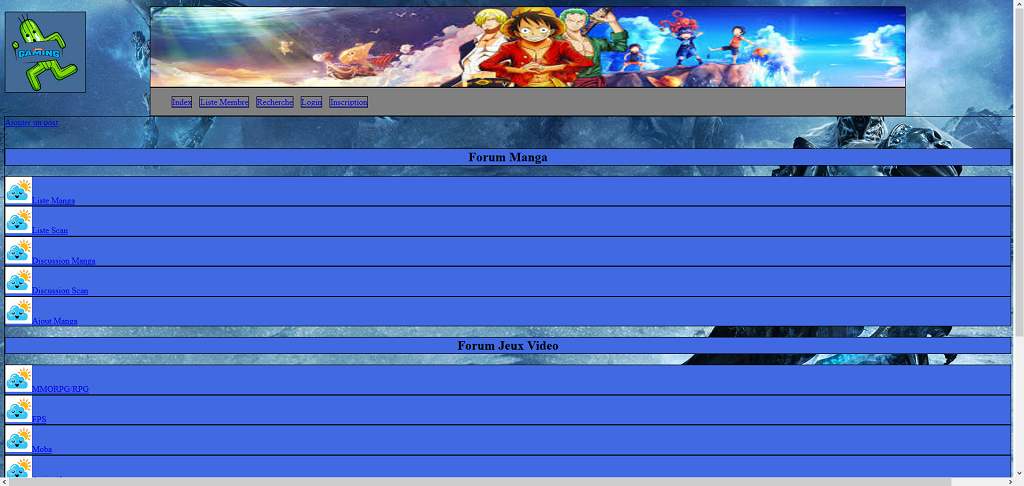 GAMING
Index Liste Membre Recherche Login Inscription
Ajouter un post
Forum Manga
Liste Manga
Liste Scan
Discussion Manga
Discussion Scan
Ajout Manga
Forum Jeux Video
MMORPG/RPG
FPS
Moba